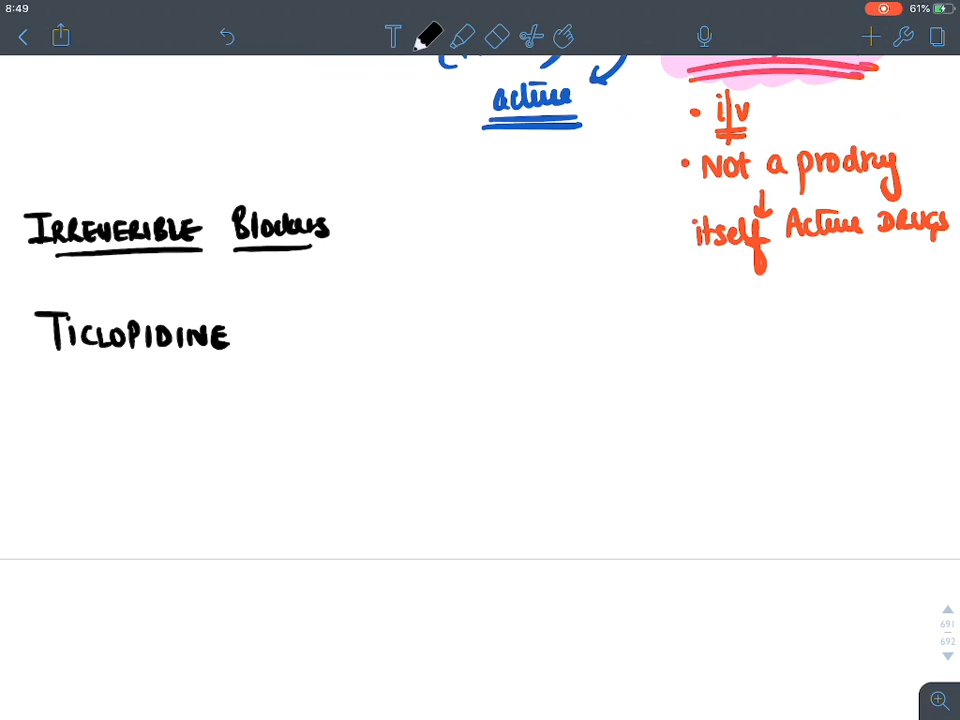 8:49
61%
T
active
• i/v
• Not a prodrug
itself Active DRUGS
IRREVERIBLE Blockers
TICLOPIDINE
691
692